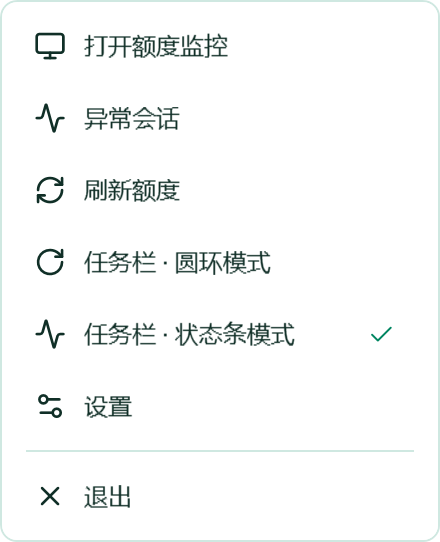 打开额度监控
异常会话
刷新额度
任务栏 · 圆环模式
任务栏 · 状态条模式
设置
退出